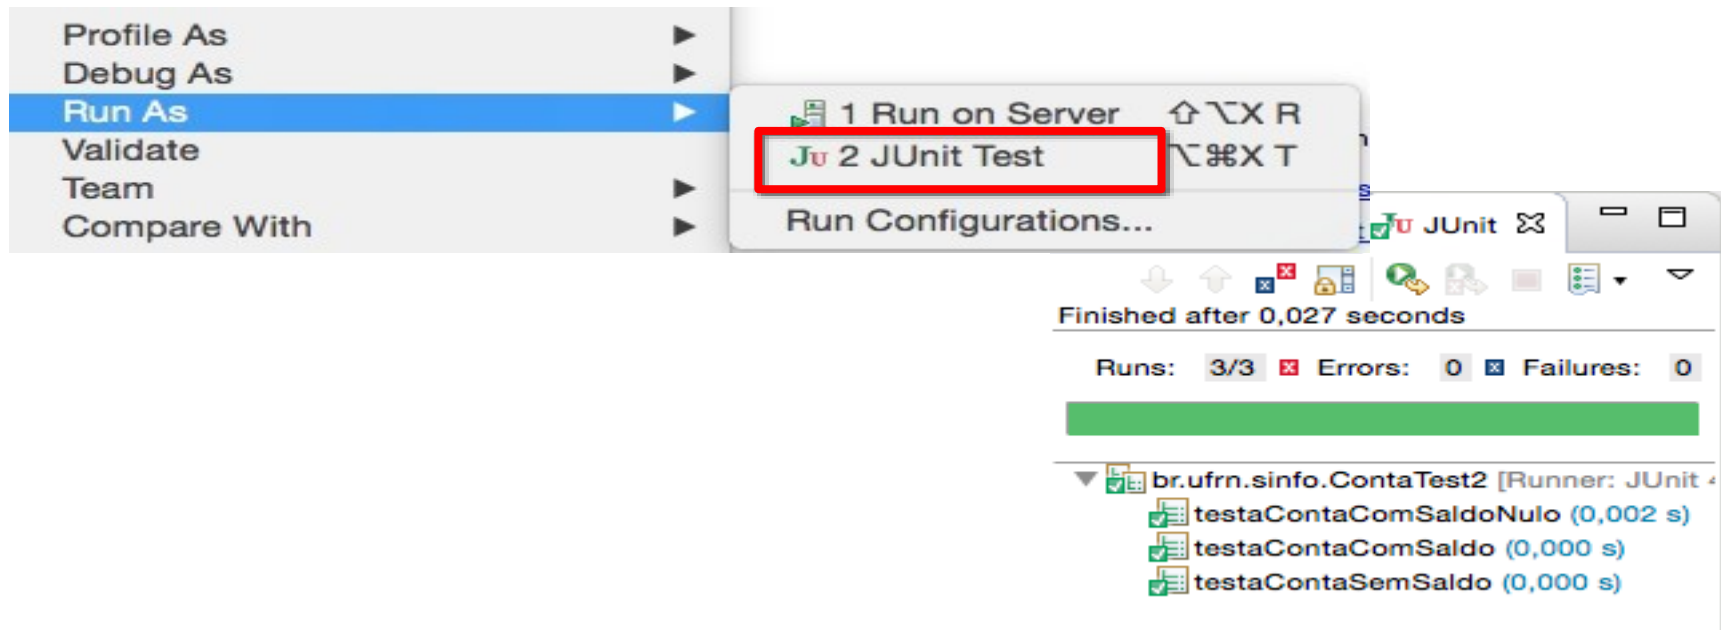 Profile As
Debug As
Run As
Validate
Team
Compare With
1 Run on Server ⇧⌥X R
JU 2 JUnit Test ⌥⌘X T
Run Configurations...
JU JUnit
Finished after 0,027 seconds
Runs: 3/3 Errors: 0 Failures: 0
br.ufrn.sinfo.ContaTest2 [Runner: JUnit
testaContaComSaldoNulo (0,002 s)
testaContaComSaldo (0,000 s)
testaContaSemSaldo (0,000 s)